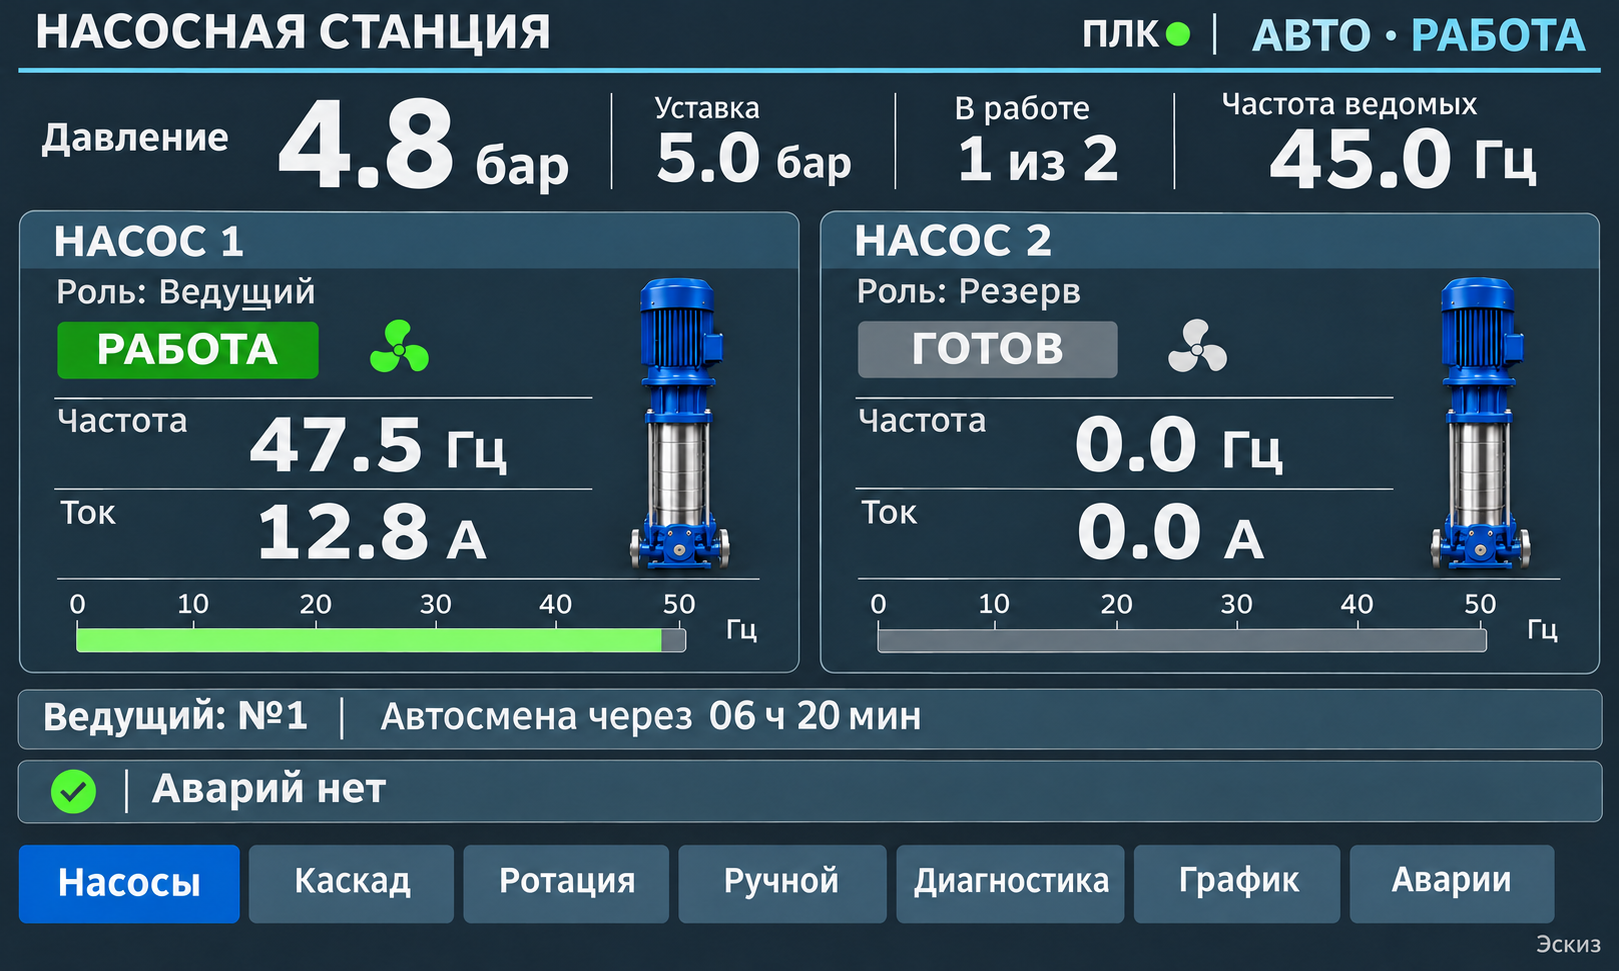 НАСОСНАЯ СТАНЦИЯ
ПЛК | АВТО • РАБОТА
Давление 4.8 бар
Уставка
5.0 бар
В работе
1 из 2
Частота ведомых
45.0 Гц
НАСОС 1
Роль: Ведущий
РАБОТА
Частота 47.5 Гц
Ток 12.8 А
0 10 20 30 40 50
Гц
НАСОС 2
Роль: Резерв
ГОТОВ
Частота 0.0 Гц
Ток 0.0 А
0 10 20 30 40 50
Гц
Ведущий: №1 | Автосмена через 06 ч 20 мин
Аварий нет
Насосы Каскад Ротация Ручной Диагностика График Аварии
Эскиз